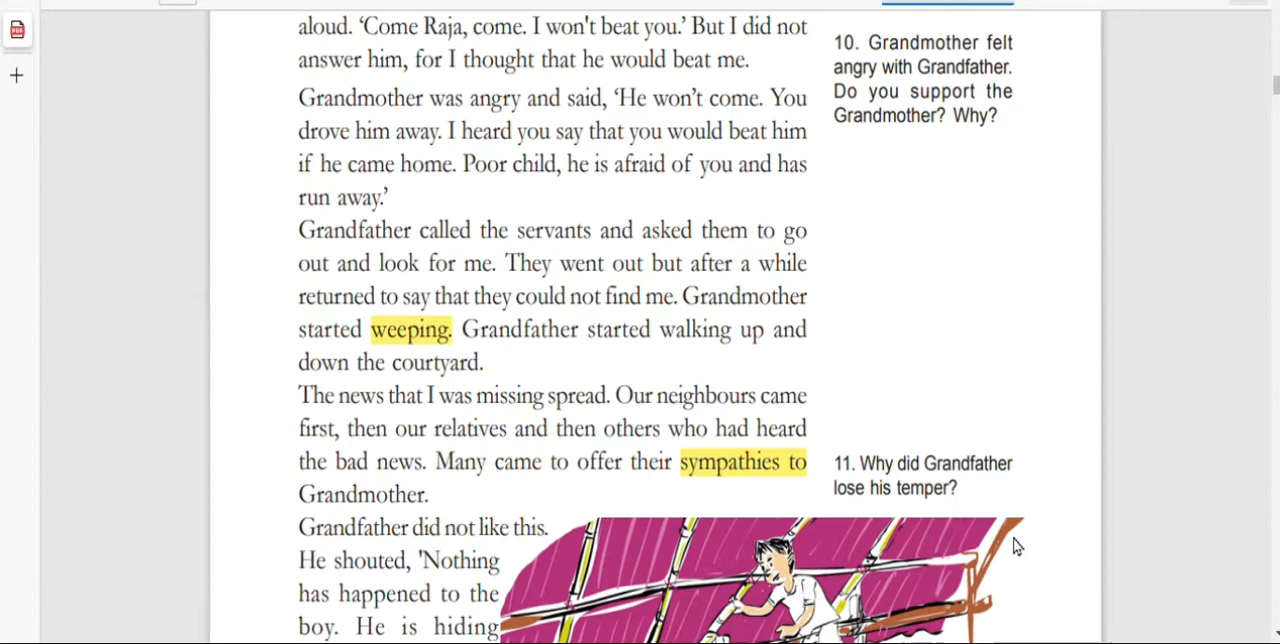 aloud. ‘Come Raja, come. I won't beat you.’ But I did not
answer him, for I thought that he would beat me.
Grandmother was angry and said, ‘He won’t come. You
drove him away. I heard you say that you would beat him
if he came home. Poor child, he is afraid of you and has
run away.’
Grandfather called the servants and asked them to go
out and look for me. They went out but after a while
returned to say that they could not find me. Grandmother
started weeping. Grandfather started walking up and
down the courtyard.
The news that I was missing spread. Our neighbours came
first, then our relatives and then others who had heard
the bad news. Many came to offer their sympathies to
Grandmother.
Grandfather did not like this.
He shouted, 'Nothing
has happened to the
boy. He is hiding
10. Grandmother felt
angry with Grandfather.
Do you support the
Grandmother? Why?
11. Why did Grandfather
lose his temper?